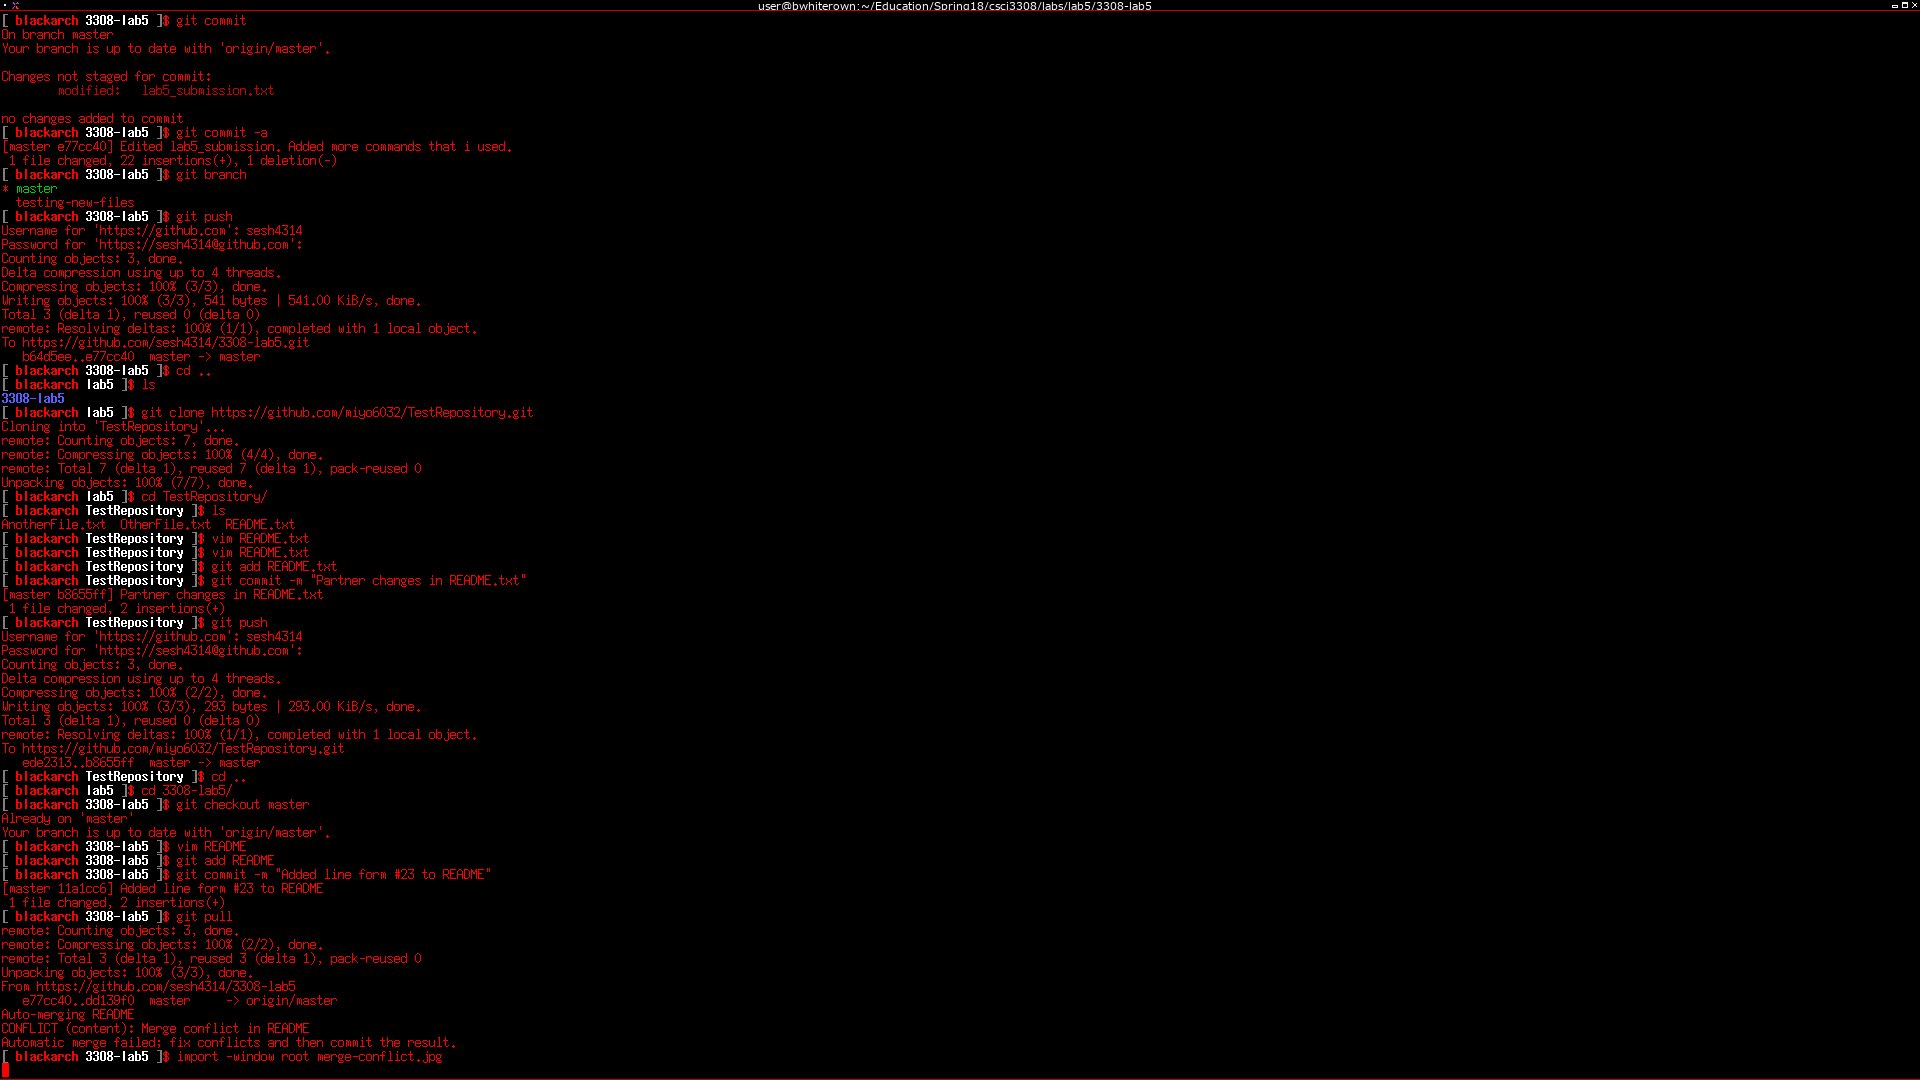 user@bwhiterown:~/Education/Spring18/csci3308/labs/lab5/3308-lab5
[ blackarch 3308-lab5 ]$ git commit
On branch master
Your branch is up to date with 'origin/master'.
Changes not staged for commit:
modified:   lab5_submission.txt
no changes added to commit
[ blackarch 3308-lab5 ]$ git commit -a
[master e77cc40] Edited lab5_submission. Added more commands that i used.
1 file changed, 22 insertions(+), 1 deletion(-)
[ blackarch 3308-lab5 ]$ git branch
* master
testing-new-files
[ blackarch 3308-lab5 ]$ git push
Username for 'https://github.com': sesh4314
Password for 'https://sesh4314@github.com':
Counting objects: 3, done.
Delta compression using up to 4 threads.
Compressing objects: 100% (3/3), done.
Writing objects: 100% (3/3), 541 bytes | 541.00 KiB/s, done.
Total 3 (delta 1), reused 0 (delta 0)
remote: Resolving deltas: 100% (1/1), completed with 1 local object.
To https://github.com/sesh4314/3308-lab5.git
b64d5ee..e77cc40  master -> master
[ blackarch 3308-lab5 ]$ cd ..
[ blackarch lab5 ]$ ls
3308-lab5
[ blackarch lab5 ]$ git clone https://github.com/miyo6032/TestRepository.git
Cloning into 'TestRepository'...
remote: Counting objects: 7, done.
remote: Compressing objects: 100% (4/4), done.
remote: Total 7 (delta 1), reused 7 (delta 1), pack-reused 0
Unpacking objects: 100% (7/7), done.
[ blackarch lab5 ]$ cd TestRepository/
[ blackarch TestRepository ]$ ls
AnotherFile.txt  OtherFile.txt  README.txt
[ blackarch TestRepository ]$ vim README.txt
[ blackarch TestRepository ]$ vim README.txt
[ blackarch TestRepository ]$ git add README.txt
[ blackarch TestRepository ]$ git commit -m "Partner changes in README.txt"
[master b8655ff] Partner changes in README.txt
1 file changed, 2 insertions(+)
[ blackarch TestRepository ]$ git push
Username for 'https://github.com': sesh4314
Password for 'https://sesh4314@github.com':
Counting objects: 3, done.
Delta compression using up to 4 threads.
Compressing objects: 100% (2/2), done.
Writing objects: 100% (3/3), 293 bytes | 293.00 KiB/s, done.
Total 3 (delta 1), reused 0 (delta 0)
remote: Resolving deltas: 100% (1/1), completed with 1 local object.
To https://github.com/miyo6032/TestRepository.git
ede2313..b8655ff  master -> master
[ blackarch TestRepository ]$ cd ..
[ blackarch lab5 ]$ cd 3308-lab5/
[ blackarch 3308-lab5 ]$ git checkout master
Already on 'master'
Your branch is up to date with 'origin/master'.
[ blackarch 3308-lab5 ]$ vim README
[ blackarch 3308-lab5 ]$ git add README
[ blackarch 3308-lab5 ]$ git commit -m "Added line form #23 to README"
[master 11a1cc6] Added line form #23 to README
1 file changed, 2 insertions(+)
[ blackarch 3308-lab5 ]$ git pull
remote: Counting objects: 3, done.
remote: Compressing objects: 100% (2/2), done.
remote: Total 3 (delta 1), reused 3 (delta 1), pack-reused 0
Unpacking objects: 100% (3/3), done.
From https://github.com/sesh4314/3308-lab5
e77cc40..dd139f0  master     -> origin/master
Auto-merging README
CONFLICT (content): Merge conflict in README
Automatic merge failed; fix conflicts and then commit the result.
[ blackarch 3308-lab5 ]$ import -window root merge-conflict.jpg